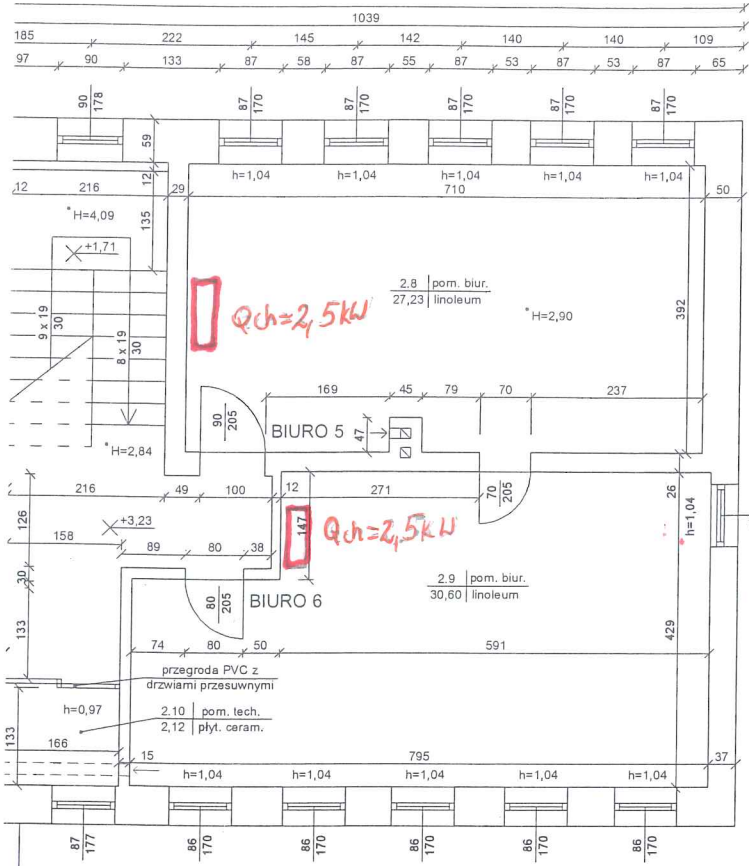 1039
185 222 145 142 140 140 109
97 90 133 87 58 87 55 87 53 87 53 87 65
90
178
87
170
87
170
87
170
87
170
87
170
59
h=1,04 h=1,04 h=1,04 h=1,04 h=1,04
12 216 12 29 710 50
H=4,09
135
+1,71
9 x 19
30
8 x 19
30
2.8 pom. biur.
27,23 linoleum
H=2,90
392
Qch=2,5kW
169 45 79 70 237
90
205
BIURO 5
47
H=2,84
216 49 100 12 271
70
205
26
h=1,04
126
+3,23
158
89 80 38
147
Qch=2,5kW
30
80
205
BIURO 6
2.9 pom. biur.
30,60 linoleum
133
429
74 80 50 591
przegroda PVC z
drzwiami przesuwnymi
h=0,97
2.10 pom. tech.
2,12 płyt. ceram.
133
166
15 795 37
h=1,04 h=1,04 h=1,04 h=1,04 h=1,04
87
177
86
170
86
170
86
170
86
170
86
170